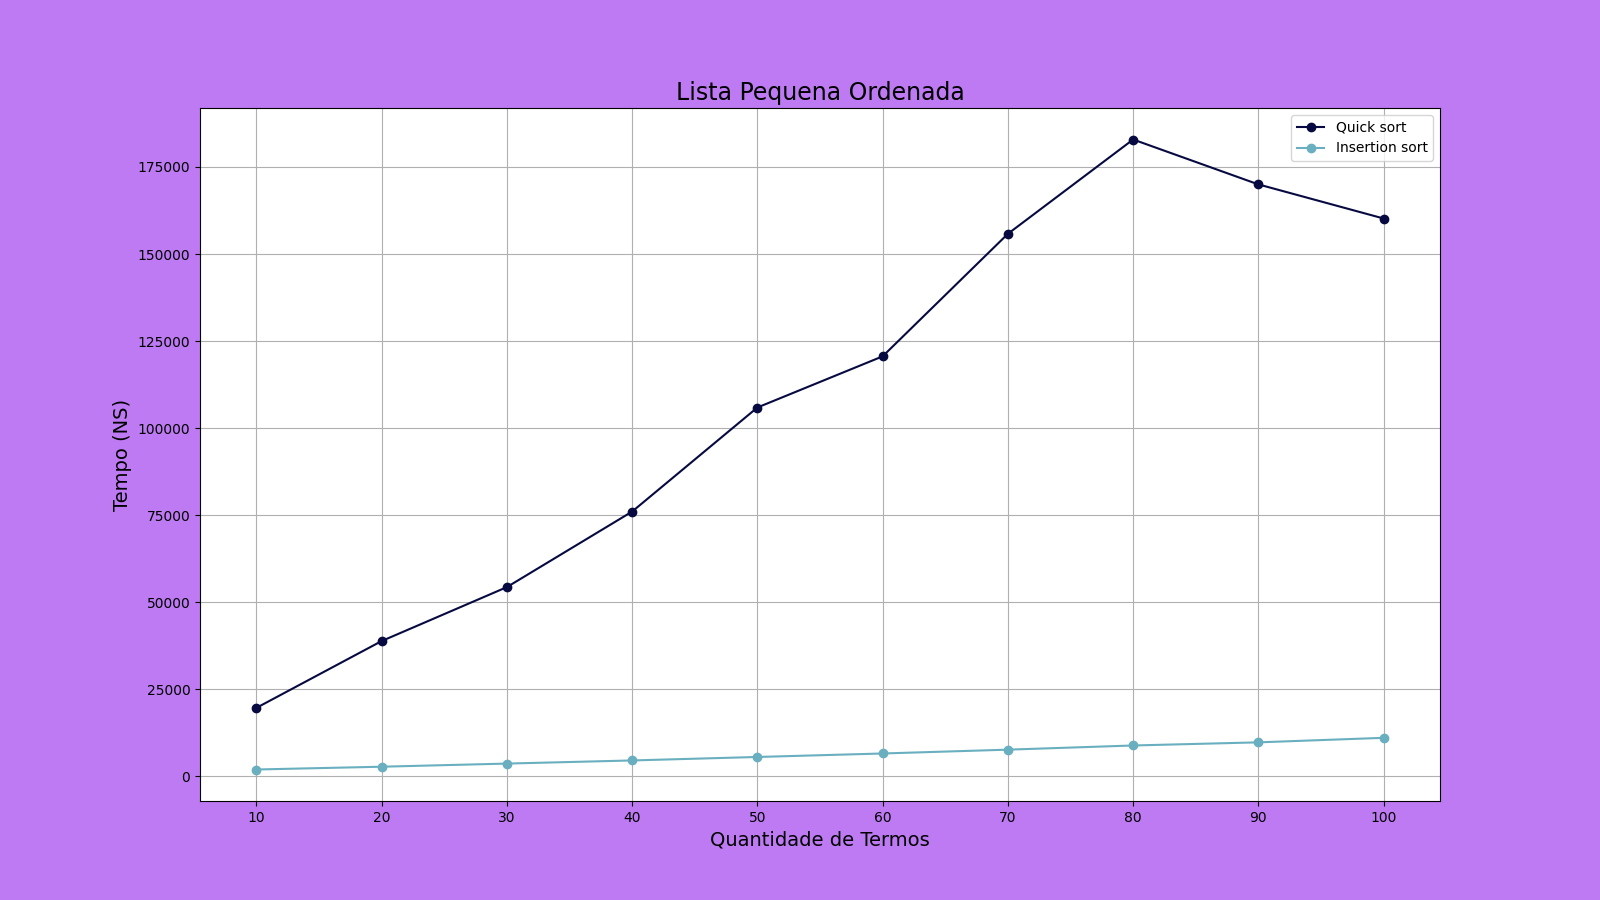 Lista Pequena Ordenada
Quick sort
Insertion sort
Tempo (NS)
175000
150000
125000
100000
75000
50000
25000
0
10 20 30 40 50 60 70 80 90 100
Quantidade de Termos